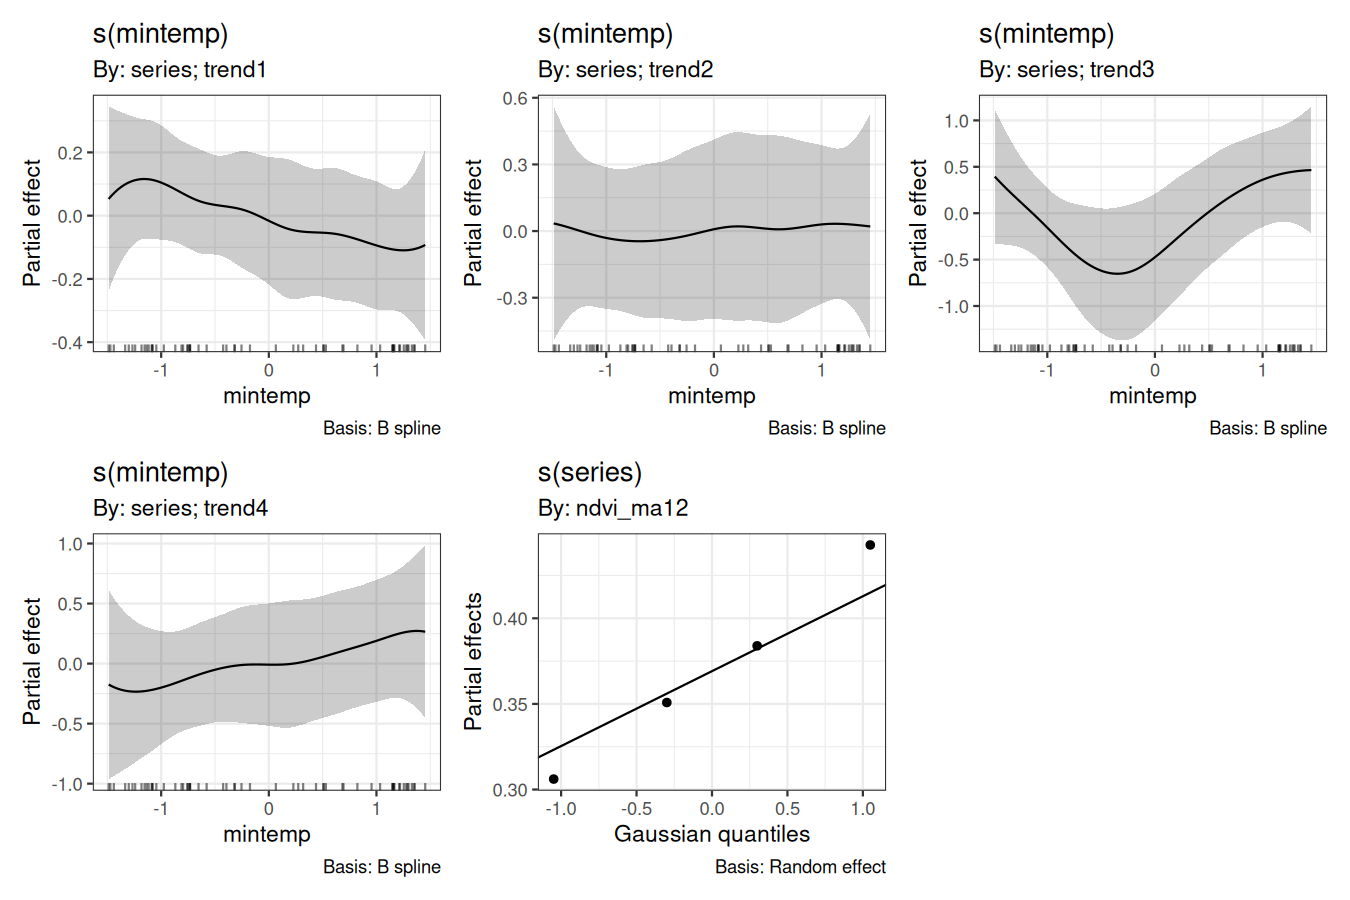 s(mintemp)
By: series; trend1
Partial effect
0.2
0.0
-0.2
-0.4
-1
0
1
mintemp
Basis: B spline
s(mintemp)
By: series; trend2
Partial effect
0.6
0.3
0.0
-0.3
-1
0
1
mintemp
Basis: B spline
s(mintemp)
By: series; trend3
Partial effect
1.0
0.5
0.0
-0.5
-1.0
-1
0
1
mintemp
Basis: B spline
s(mintemp)
By: series; trend4
Partial effect
1.0
0.5
0.0
-0.5
-1.0
-1
0
1
mintemp
Basis: B spline
s(series)
By: ndvi_ma12
Partial effects
0.40
0.35
0.30
-1.0
-0.5
0.0
0.5
1.0
Gaussian quantiles
Basis: Random effect